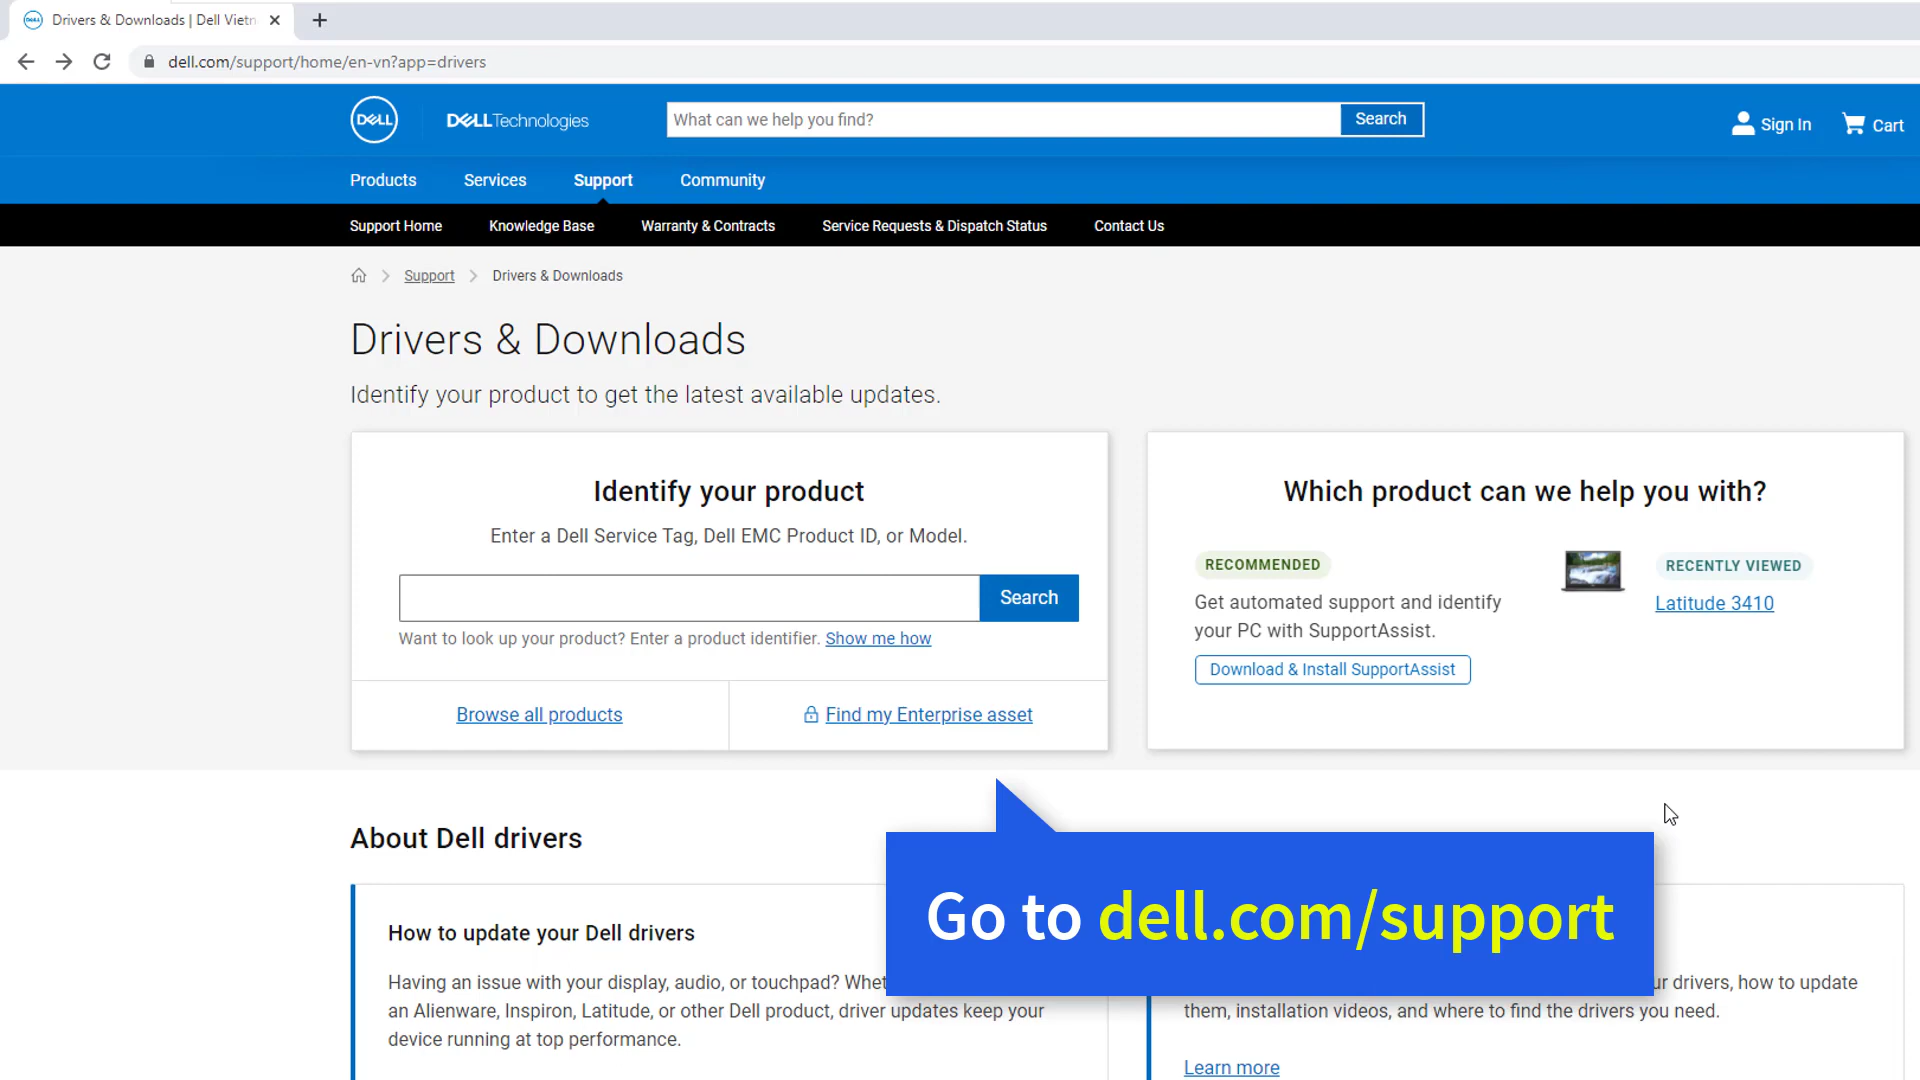 Drivers & Downloads | Dell Vietn
dell.com/support/home/en-vn?app=drivers
DELL
DELLTechnologies
What can we help you find?
Search
Sign In
Cart
Products
Services
Support
Community
Support Home
Knowledge Base
Warranty & Contracts
Service Requests & Dispatch Status
Contact Us
Support
Drivers & Downloads
Drivers & Downloads
Identify your product to get the latest available updates.
Identify your product
Enter a Dell Service Tag, Dell EMC Product ID, or Model.
Search
Want to look up your product? Enter a product identifier. Show me how
Browse all products
Find my Enterprise asset
Which product can we help you with?
RECOMMENDED
Get automated support and identify
your PC with SupportAssist.
Download & Install SupportAssist
RECENTLY VIEWED
Latitude 3410
About Dell drivers
Go to dell.com/support
How to update your Dell drivers
Having an issue with your display, audio, or touchpad? Whet
an Alienware, Inspiron, Latitude, or other Dell product, driver updates keep your
device running at top performance.
ur drivers, how to update
them, installation videos, and where to find the drivers you need.
Learn more